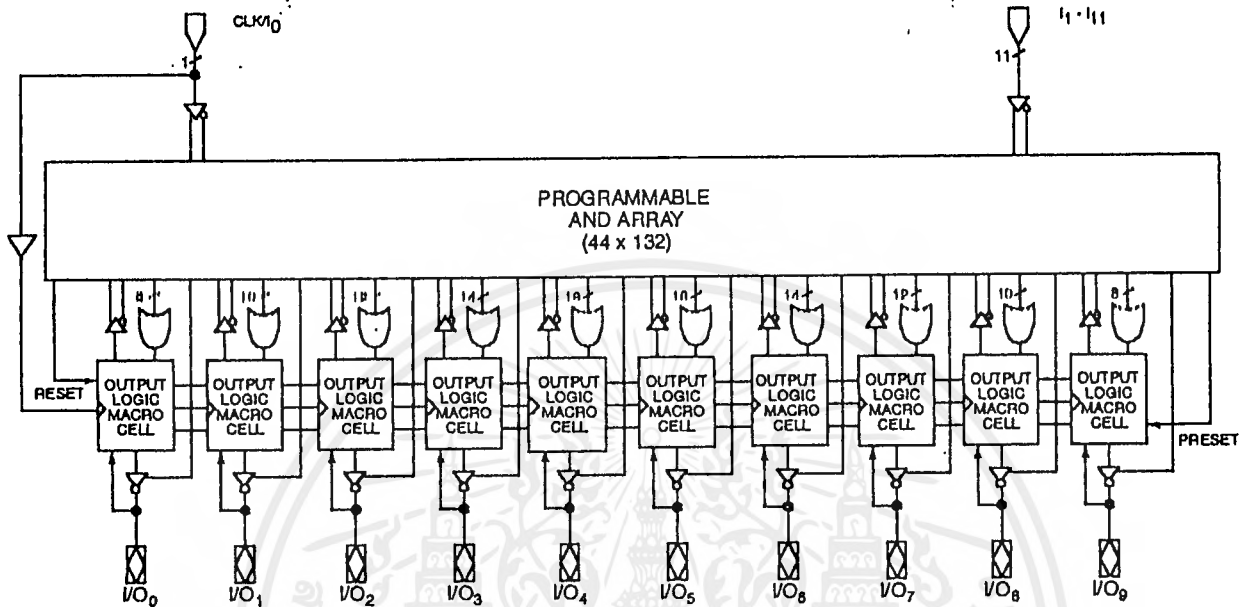 CLK/I0
I1 - I11
1
11
PROGRAMMABLE
AND ARRAY
(44 x 132)
8 10 12 14 16 16 14 12 10 8
RESET
OUTPUT LOGIC MACRO CELL
OUTPUT LOGIC MACRO CELL
OUTPUT LOGIC MACRO CELL
OUTPUT LOGIC MACRO CELL
OUTPUT LOGIC MACRO CELL
OUTPUT LOGIC MACRO CELL
OUTPUT LOGIC MACRO CELL
OUTPUT LOGIC MACRO CELL
OUTPUT LOGIC MACRO CELL
OUTPUT LOGIC MACRO CELL
PRESET
I/O0 I/O1 I/O2 I/O3 I/O4 I/O5 I/O6 I/O7 I/O8 I/O9